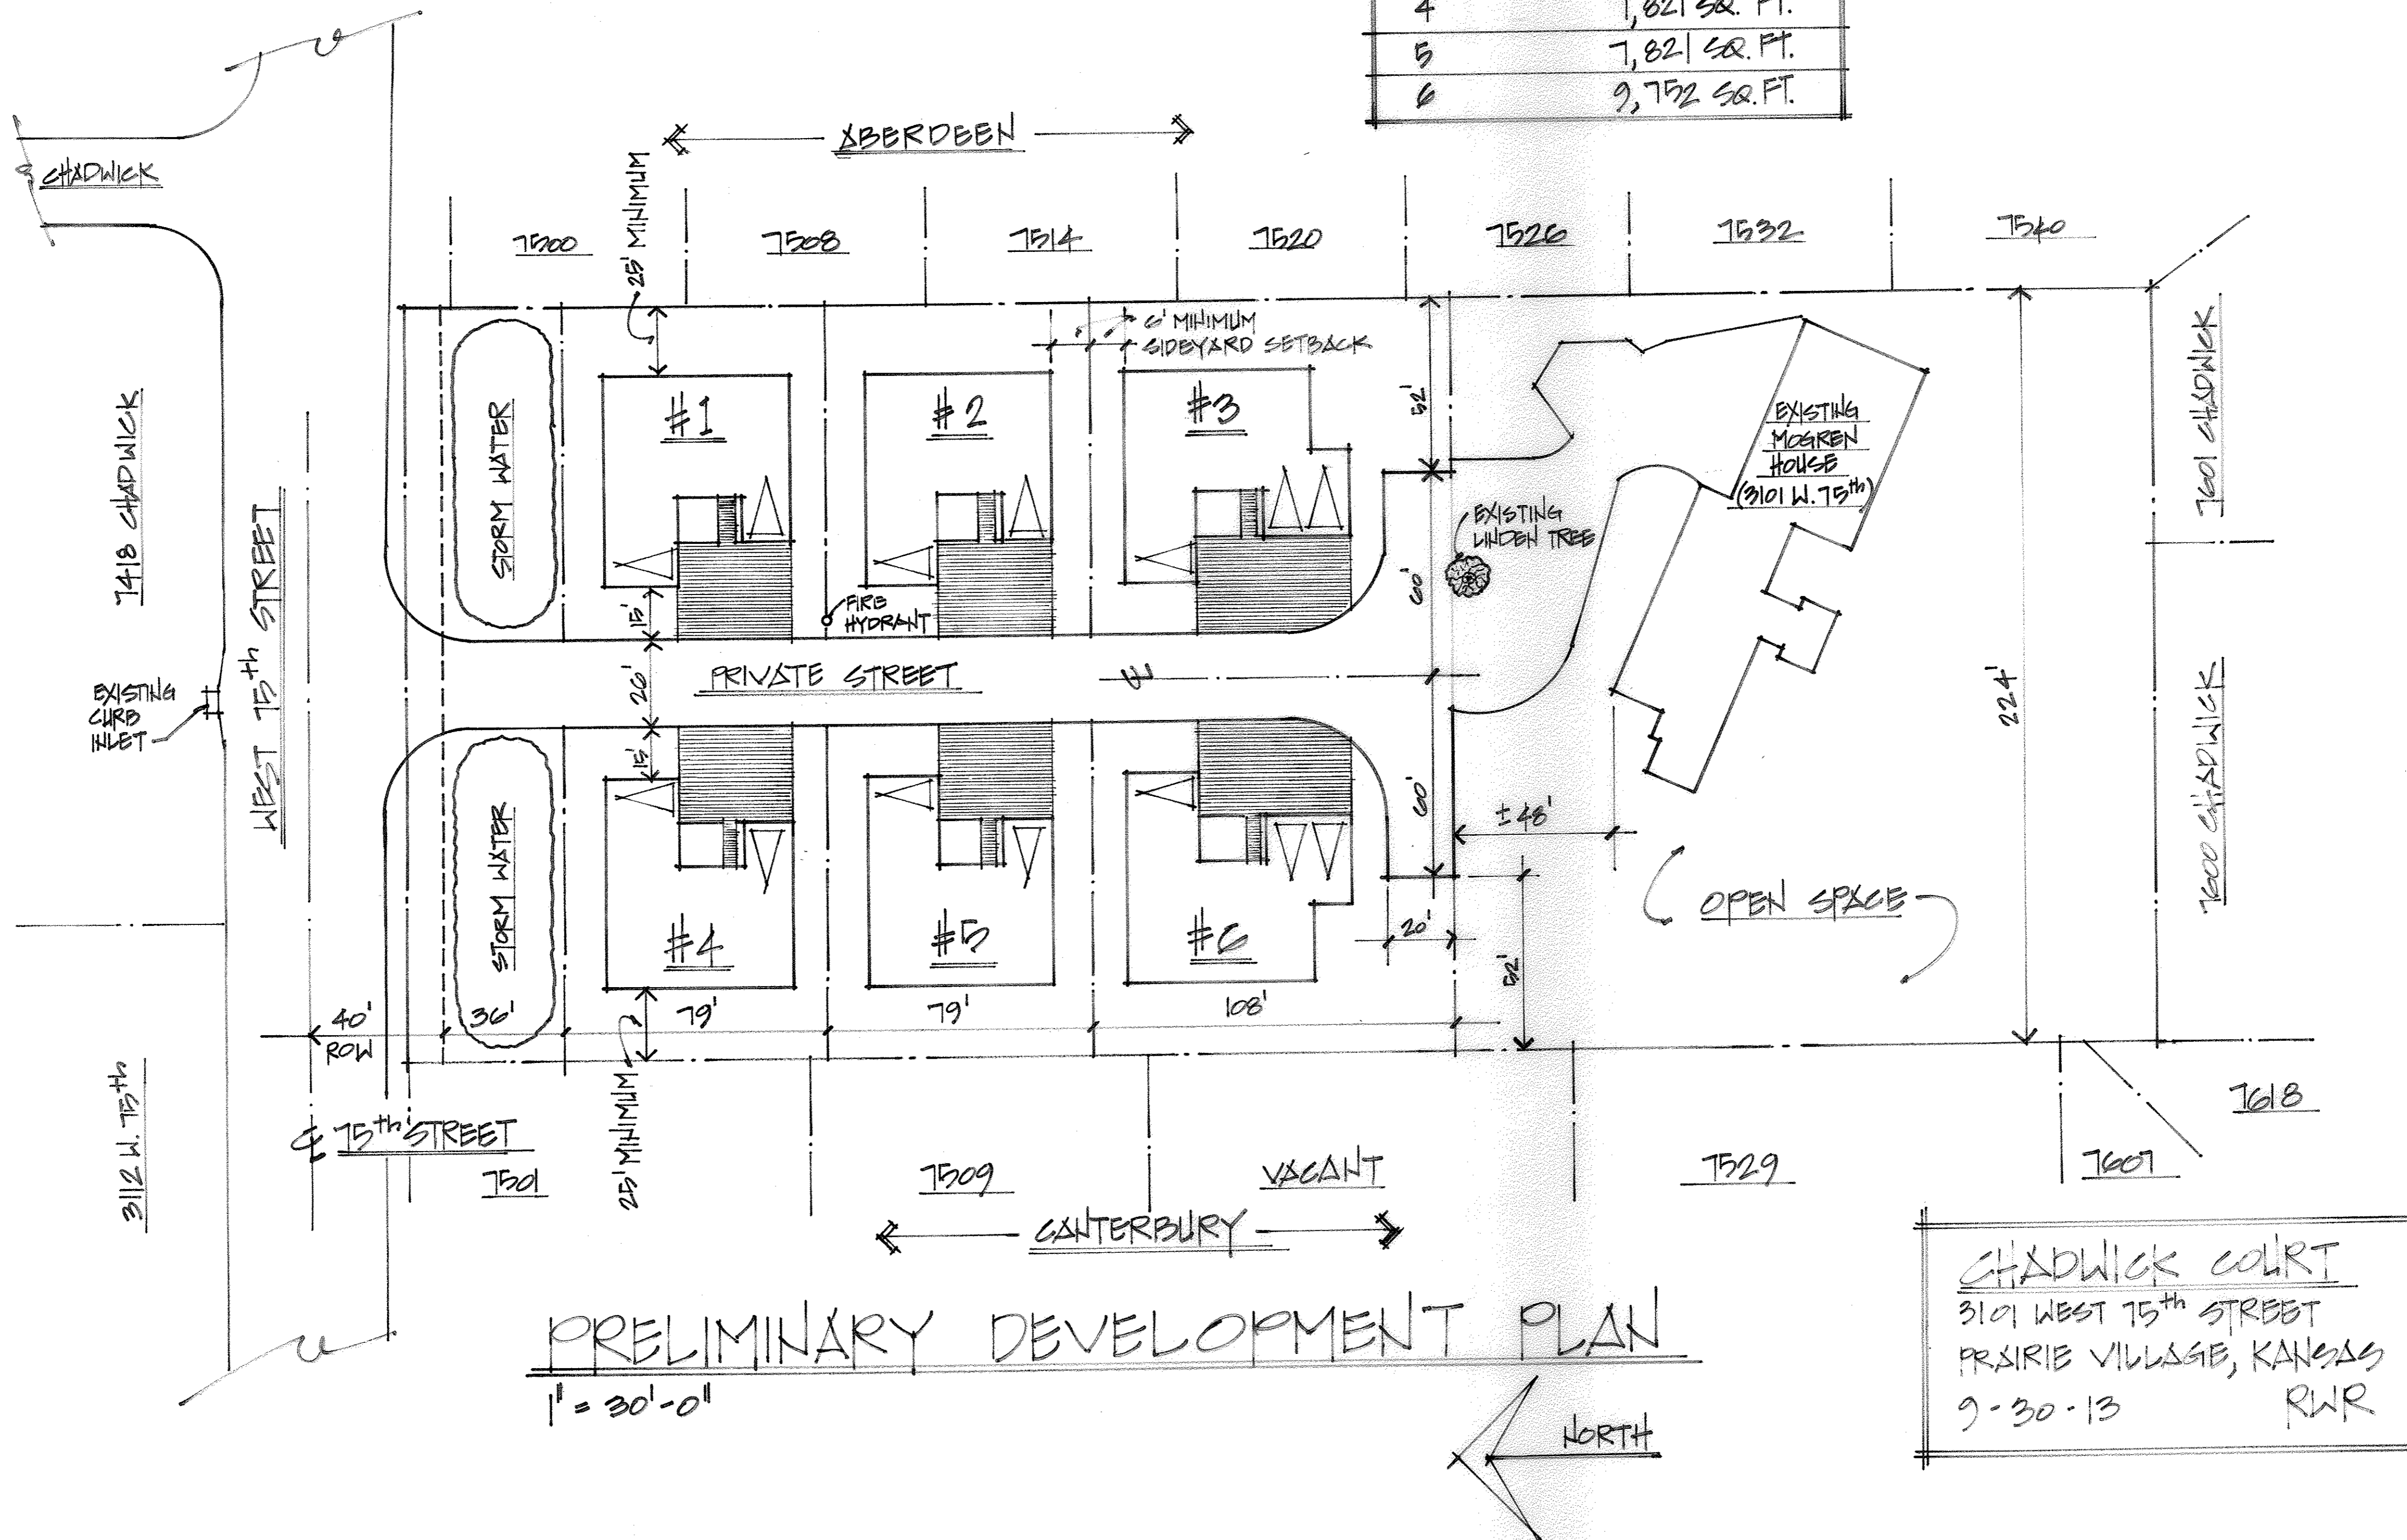 4 7,821 SQ. FT.
5 7,821 SQ. FT.
6 9,752 SQ. FT.
ABERDEEN
CHADWICK
25' MINIMUM
7500
7508
7514
7520
7526
7532
7540
6' MINIMUM
SIDEYARD SETBACK
STORM WATER
#1
#2
#3
52'
EXISTING
MOGREN
HOUSE
(3101 W. 75th)
7601 CHADWICK
7418 CHADWICK
WEST 75th STREET
EXISTING
LINDEN TREE
60'
15'
FIRE
HYDRANT
PRIVATE STREET
26'
224'
EXISTING
CURB
INLET
15'
60'
±48'
7600 CHADWICK
STORM WATER
#4
#5
#6
20'
OPEN SPACE
52'
40'
ROW
36'
79'
79'
108'
3112 W. 75th
25' MINIMUM
℄ 75th STREET
7501
7509
VACANT
7529
7607
7618
CANTERBURY
PRELIMINARY DEVELOPMENT PLAN
1" = 30'-0"
NORTH
CHADWICK COURT
3101 WEST 75th STREET
PRAIRIE VILLAGE, KANSAS
9-30-13 RWR